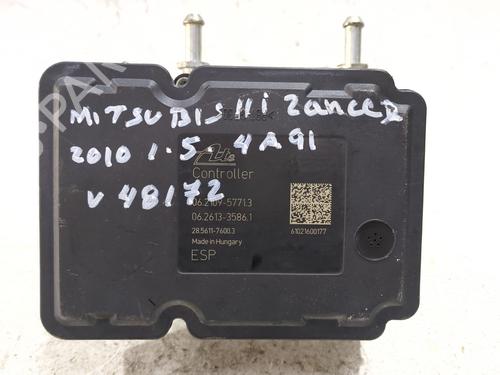 MITSUBISHI ZANCER
2010 1.5. 4A91
V 48172
Ate
Controller
06.2109-5771.3
06.2613-3586.1
28.5611-7600.3
61021600177
Made in Hungary
ESP